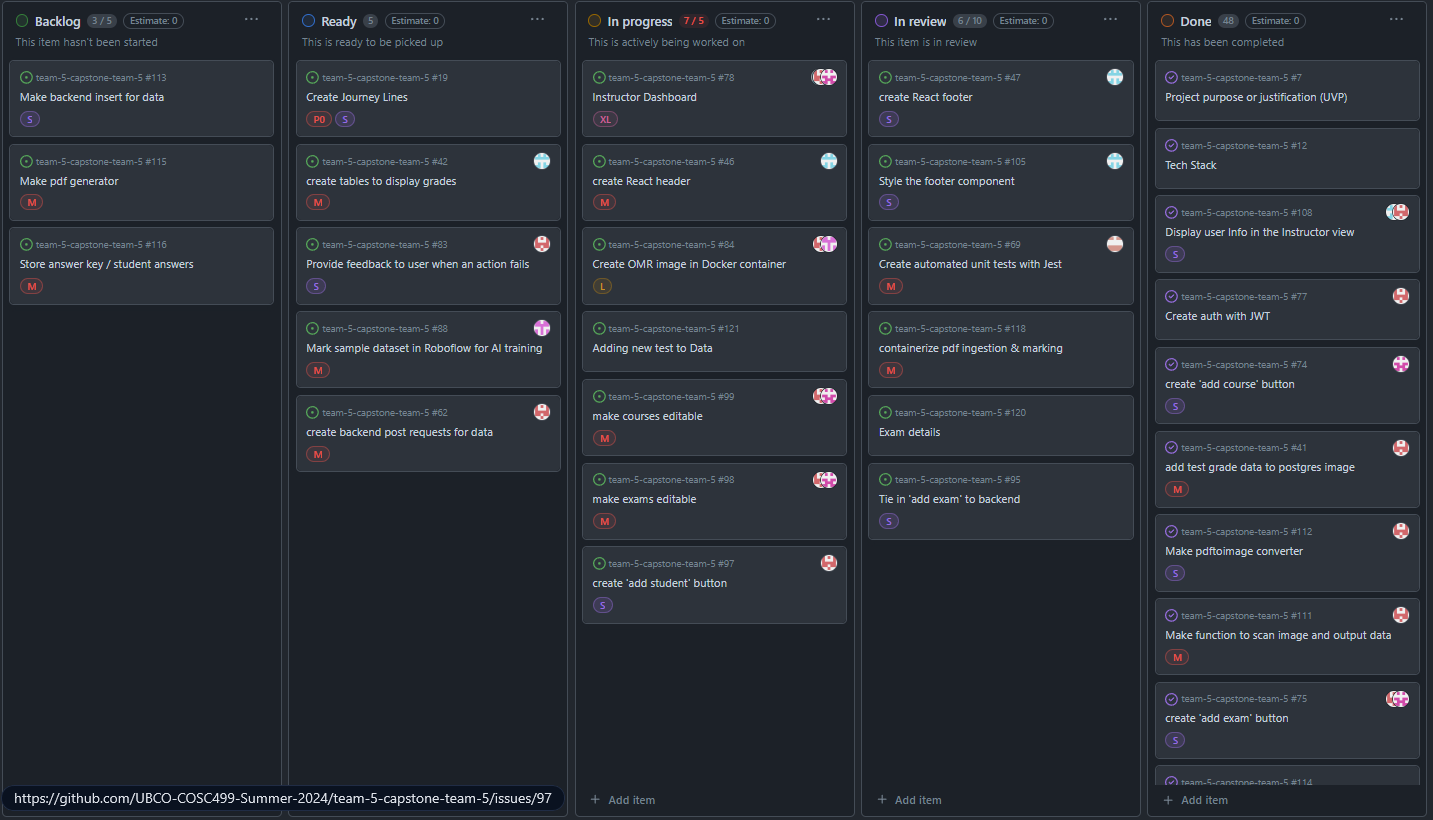 Backlog 3 / 5 Estimate: 0
This item hasn't been started
team-5-capstone-team-5 #113
Make backend insert for data
S
team-5-capstone-team-5 #115
Make pdf generator
M
team-5-capstone-team-5 #116
Store answer key / student answers
M
Ready 5 Estimate: 0
This is ready to be picked up
team-5-capstone-team-5 #19
Create Journey Lines
P0 S
team-5-capstone-team-5 #42
create tables to display grades
M
team-5-capstone-team-5 #83
Provide feedback to user when an action fails
S
team-5-capstone-team-5 #88
Mark sample dataset in Roboflow for AI training
M
team-5-capstone-team-5 #62
create backend post requests for data
M
In progress 7 / 5 Estimate: 0
This is actively being worked on
team-5-capstone-team-5 #78
Instructor Dashboard
XL
team-5-capstone-team-5 #46
create React header
M
team-5-capstone-team-5 #84
Create OMR image in Docker container
L
team-5-capstone-team-5 #121
Adding new test to Data
team-5-capstone-team-5 #99
make courses editable
M
team-5-capstone-team-5 #98
make exams editable
M
team-5-capstone-team-5 #97
create 'add student' button
S
+ Add item
In review 6 / 10 Estimate: 0
This item is in review
team-5-capstone-team-5 #47
create React footer
S
team-5-capstone-team-5 #105
Style the footer component
S
team-5-capstone-team-5 #69
Create automated unit tests with Jest
M
team-5-capstone-team-5 #118
containerize pdf ingestion & marking
M
team-5-capstone-team-5 #120
Exam details
team-5-capstone-team-5 #95
Tie in 'add exam' to backend
S
+ Add item
Done 48 Estimate: 0
This has been completed
team-5-capstone-team-5 #7
Project purpose or justification (UVP)
team-5-capstone-team-5 #12
Tech Stack
team-5-capstone-team-5 #108
Display user Info in the Instructor view
S
team-5-capstone-team-5 #77
Create auth with JWT
team-5-capstone-team-5 #74
create 'add course' button
S
team-5-capstone-team-5 #41
add test grade data to postgres image
M
team-5-capstone-team-5 #112
Make pdftoimage converter
S
team-5-capstone-team-5 #111
Make function to scan image and output data
M
team-5-capstone-team-5 #75
create 'add exam' button
S
team-5-capstone-team-5 #114
+ Add item
https://github.com/UBCO-COSC499-Summer-2024/team-5-capstone-team-5/issues/97